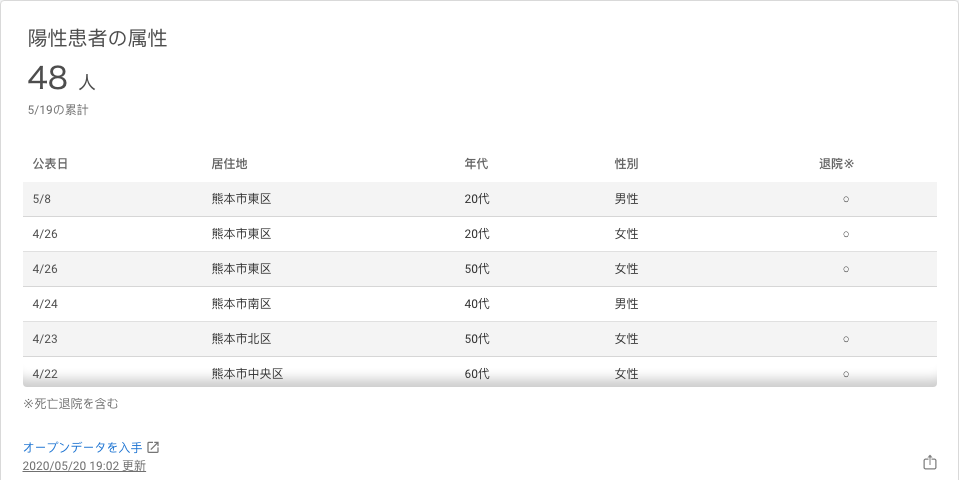 陽性患者の属性
48 人
5/19の累計
公表日 居住地 年代 性別 退院※
5/8 熊本市東区 20代 男性 ○
4/26 熊本市東区 20代 女性 ○
4/26 熊本市東区 50代 女性 ○
4/24 熊本市南区 40代 男性
4/23 熊本市北区 50代 女性 ○
4/22 熊本市中央区 60代 女性 ○
※死亡退院を含む
オープンデータを入手
2020/05/20 19:02 更新